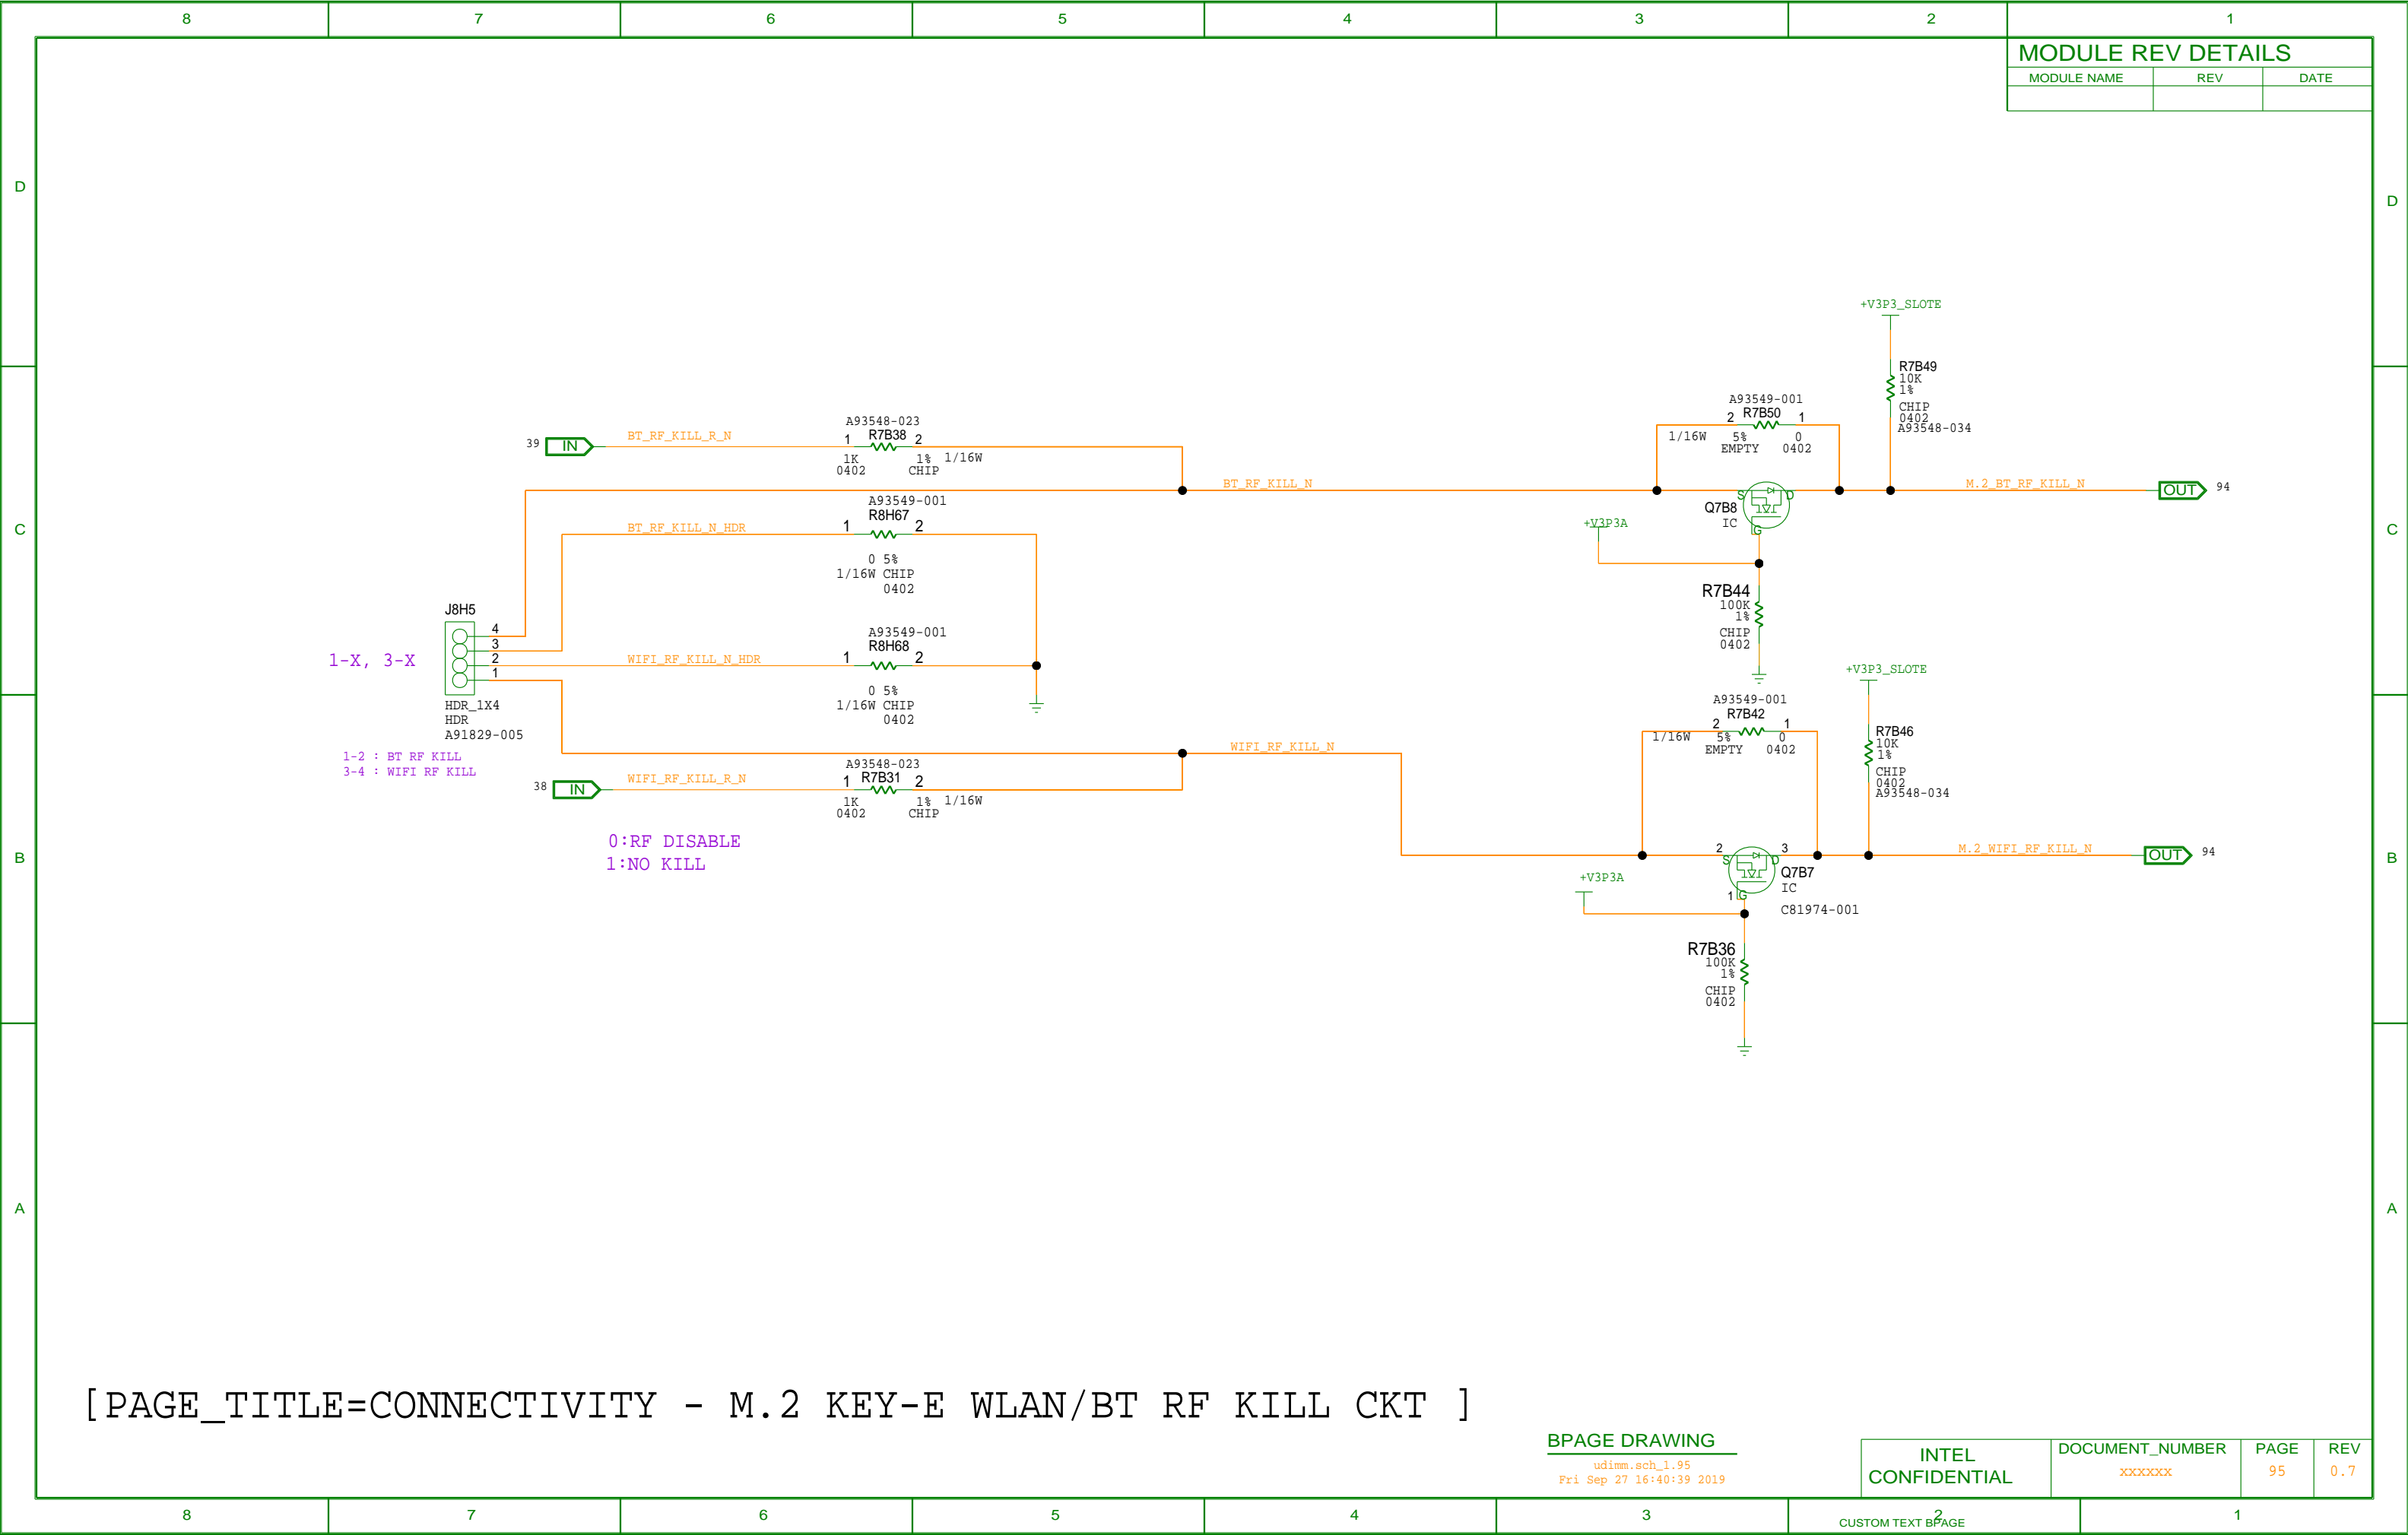 8 7 6 5 4 3 2 1
MODULE REV DETAILS
MODULE NAME REV DATE
D
D
+V3P3_SLOTE
R7B49
10K
1%
CHIP
0402
A93548-034
A93549-001
2 R7B50 1
1/16W 5% 0
EMPTY 0402
A93548-023
39 IN BT_RF_KILL_R_N 1 R7B38 2
1K 1% 1/16W
0402 CHIP
BT_RF_KILL_N
S D
M.2_BT_RF_KILL_N OUT 94
Q7B8
IC
G
+V3P3A
C
C
A93549-001
R8H67
BT_RF_KILL_N_HDR 1 2
0 5%
1/16W CHIP
0402
R7B44
100K
1%
CHIP
0402
J8H5
4
3
2
1
1-X, 3-X
HDR_1X4
HDR
A91829-005
1-2 : BT RF KILL
3-4 : WIFI RF KILL
A93549-001
R8H68
WIFI_RF_KILL_N_HDR 1 2
0 5%
1/16W CHIP
0402
+V3P3_SLOTE
R7B46
10K
1%
CHIP
0402
A93548-034
A93549-001
R7B42
2 1
1/16W 5% 0
EMPTY 0402
WIFI_RF_KILL_N
A93548-023
38 IN WIFI_RF_KILL_R_N 1 R7B31 2
1K 1% 1/16W
0402 CHIP
0:RF DISABLE
1:NO KILL
B
B
2 3
S D
M.2_WIFI_RF_KILL_N OUT 94
Q7B7
IC
C81974-001
1 G
+V3P3A
R7B36
100K
1%
CHIP
0402
A
A
[PAGE_TITLE=CONNECTIVITY - M.2 KEY-E WLAN/BT RF KILL CKT ]
BPAGE DRAWING
udimm.sch_1.95
Fri Sep 27 16:40:39 2019
INTEL
CONFIDENTIAL
DOCUMENT_NUMBER PAGE REV
xxxxxx 95 0.7
8 7 6 5 4 3 2 1
CUSTOM TEXT BPAGE